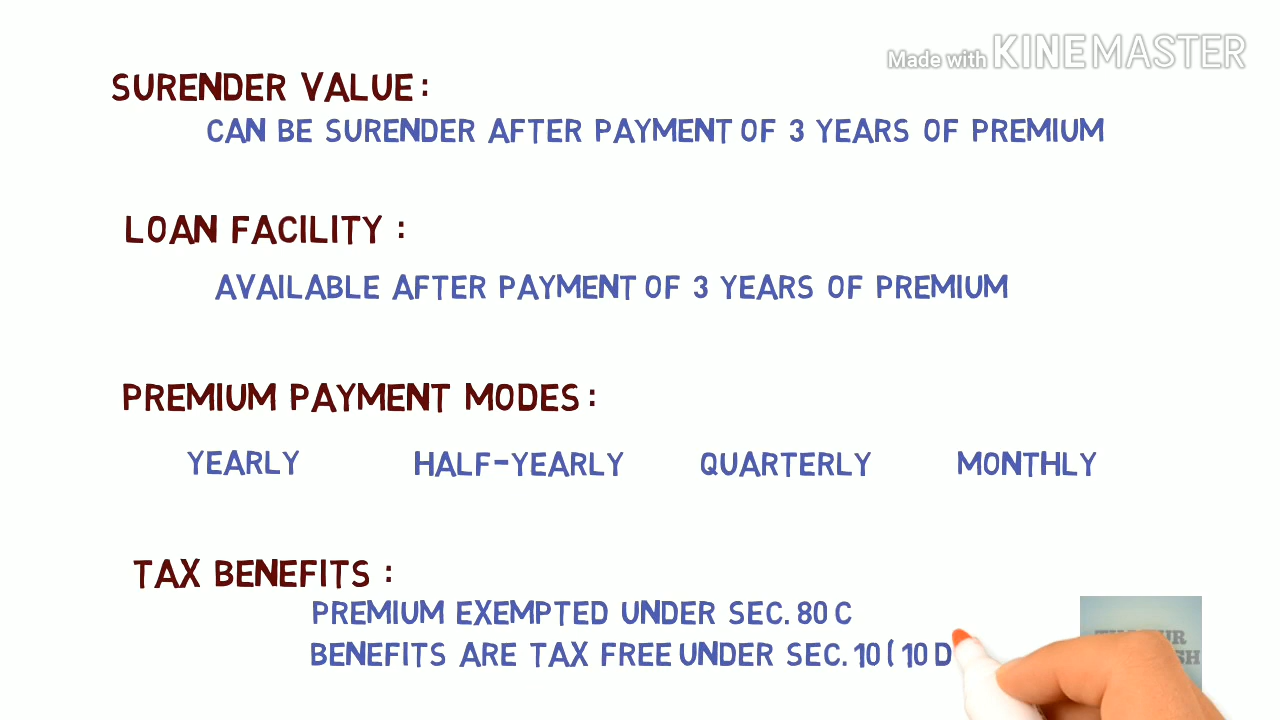 Made with KINEMASTER
SURENDER VALUE:
CAN BE SURENDER AFTER PAYMENT OF 3 YEARS OF PREMIUM
LOAN FACILITY :
AVAILABLE AFTER PAYMENT OF 3 YEARS OF PREMIUM
PREMIUM PAYMENT MODES:
YEARLY HALF-YEARLY QUARTERLY MONTHLY
TAX BENEFITS :
PREMIUM EXEMPTED UNDER SEC. 80 C
BENEFITS ARE TAX FREE UNDER SEC. 10 ( 10 D